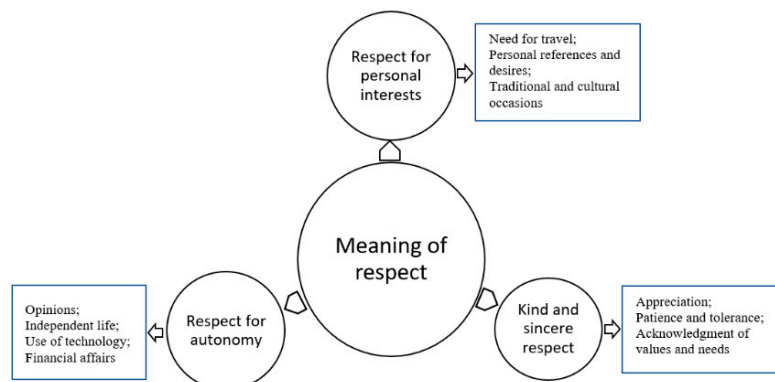 Respect for
personal
interests
Need for travel;
Personal references and
desires;
Traditional and cultural
occasions
Meaning of
respect
Opinions;
Independent life;
Use of technology;
Financial affairs
Respect for
autonomy
Kind and
sincere
respect
Appreciation;
Patience and tolerance;
Acknowledgment of
values and needs